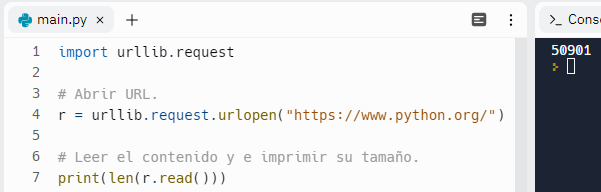 main.py × +
Cons
1 import urllib.request
2
3 # Abrir URL.
4 r = urllib.request.urlopen("https://www.python.org/")
5
6 # Leer el contenido y e imprimir su tamaño.
7 print(len(r.read()))
50901